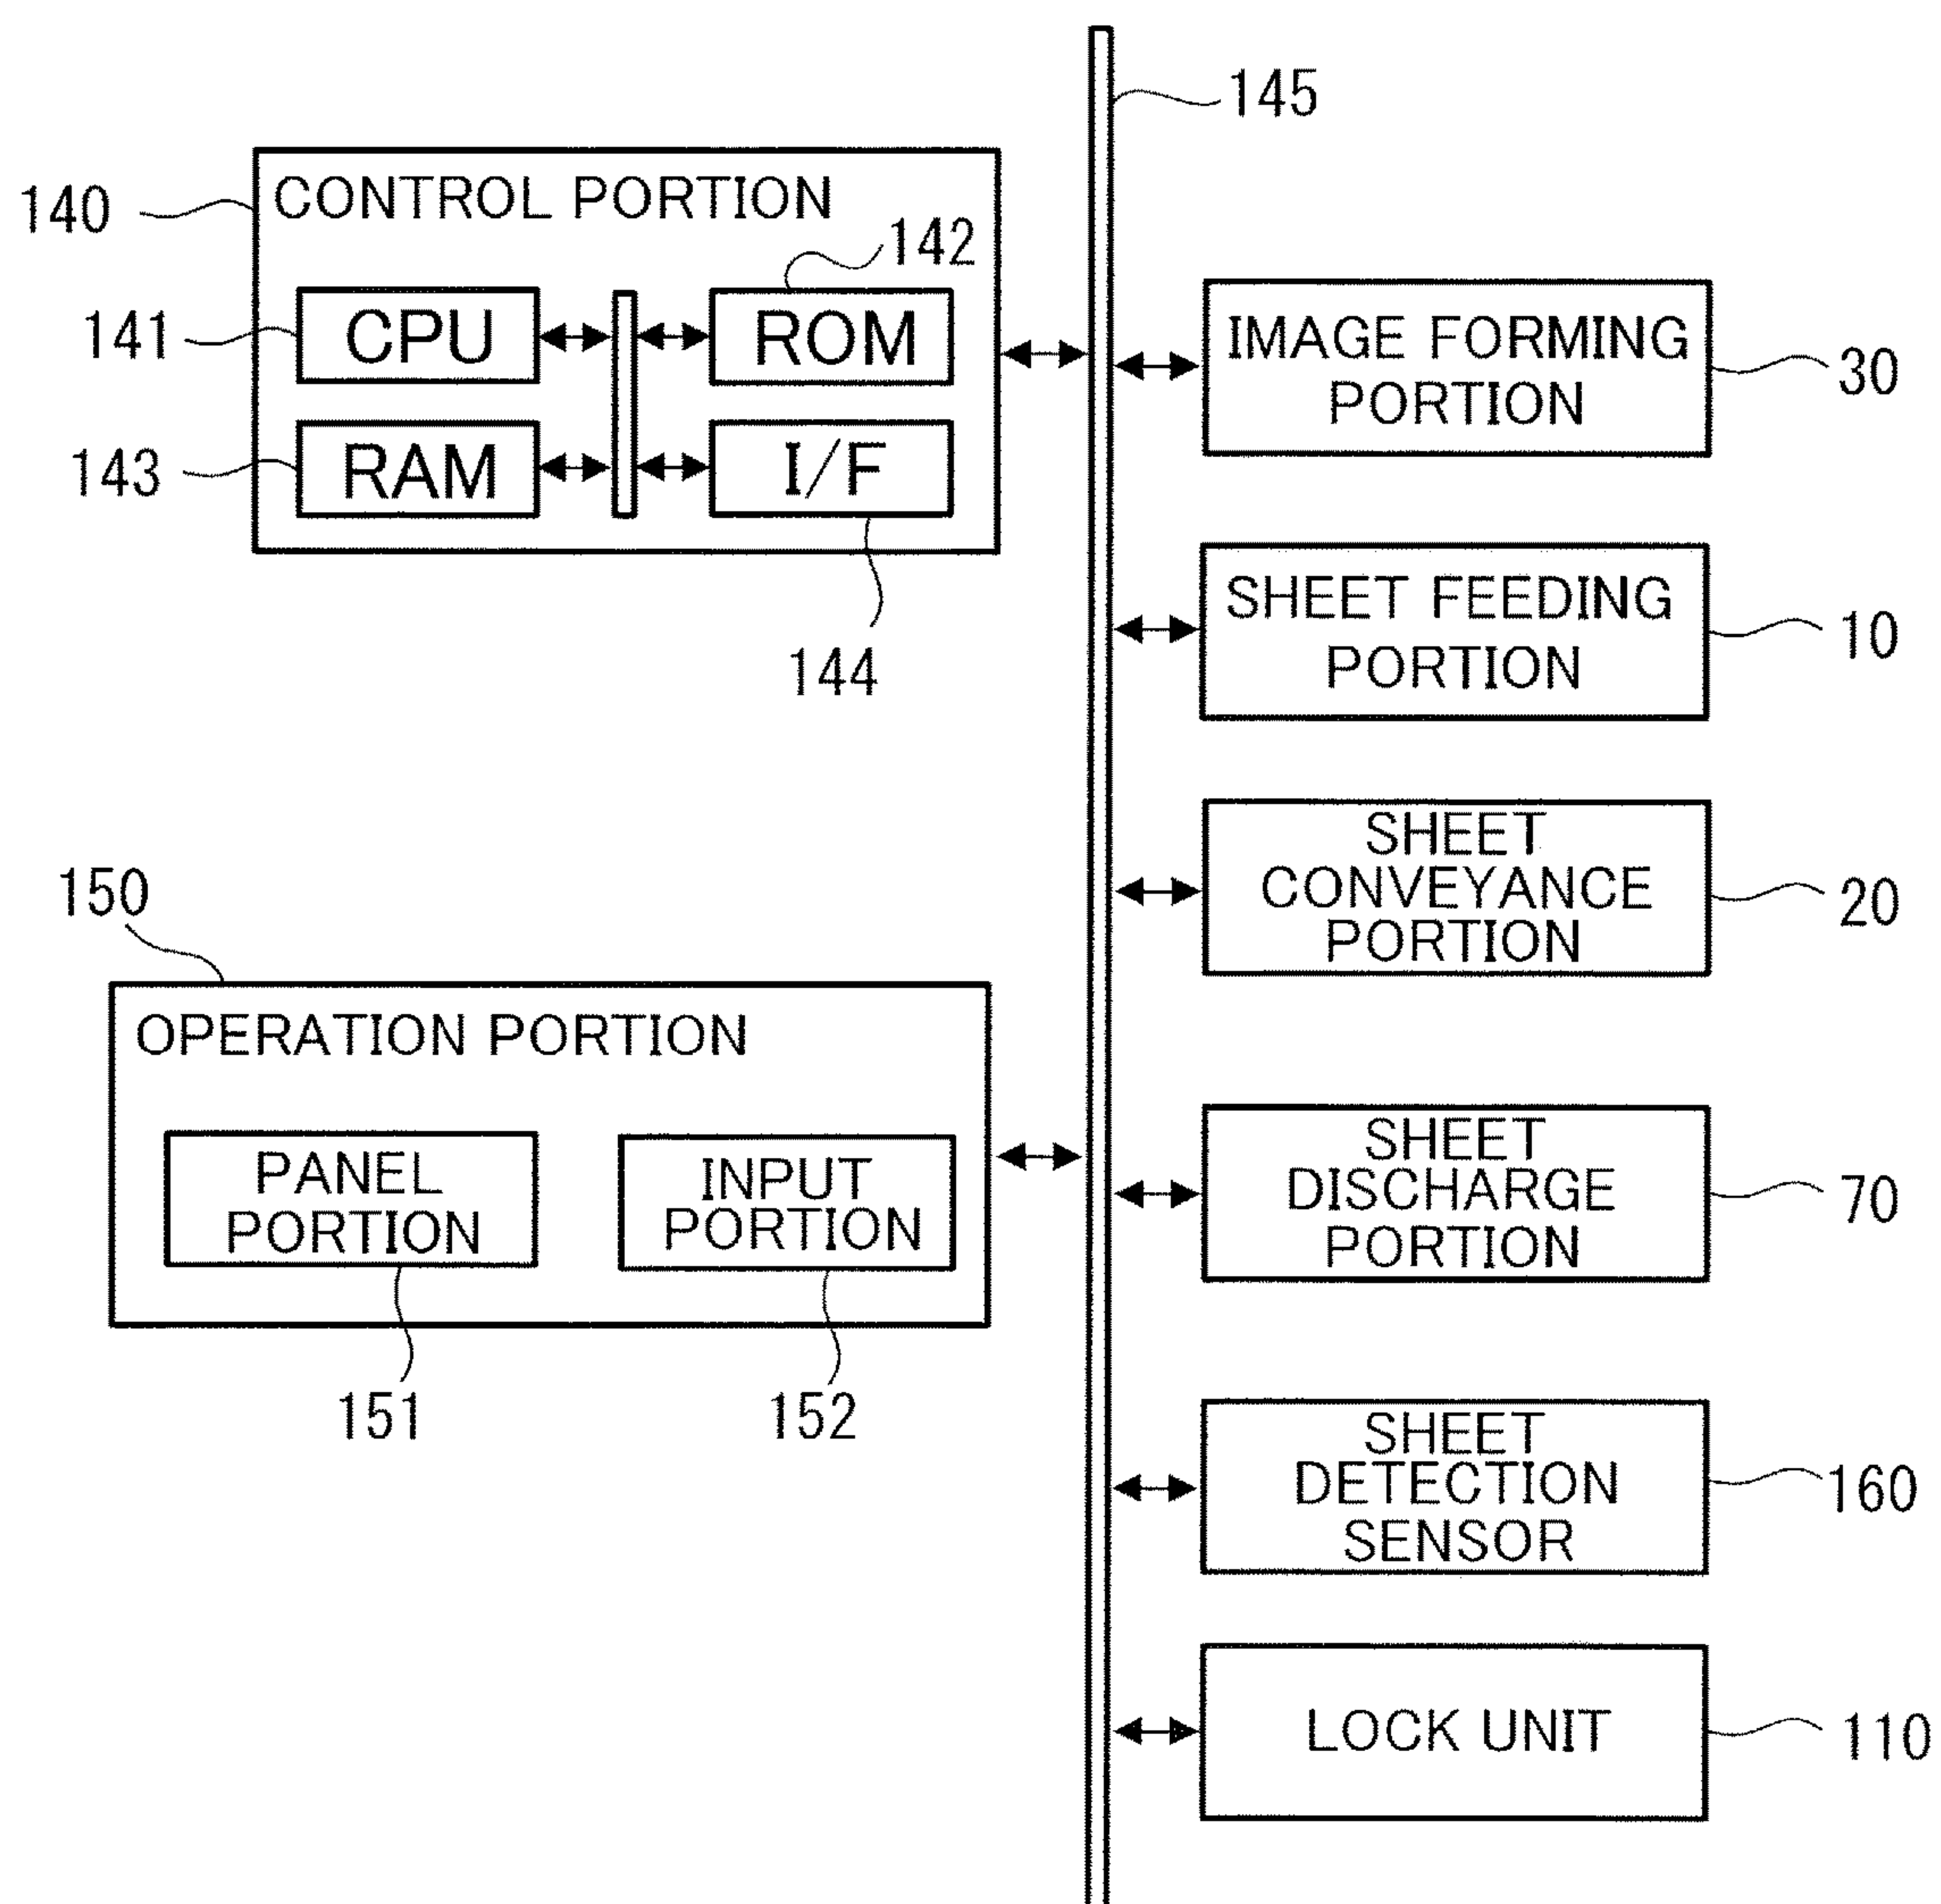 145
140
CONTROL PORTION
142
141
CPU
ROM
143
RAM
I/F
144
IMAGE FORMING
PORTION
30
SHEET FEEDING
PORTION
10
SHEET
CONVEYANCE
PORTION
20
150
OPERATION PORTION
PANEL
PORTION
INPUT
PORTION
151
152
SHEET
DISCHARGE
PORTION
70
SHEET
DETECTION
SENSOR
160
LOCK UNIT
110